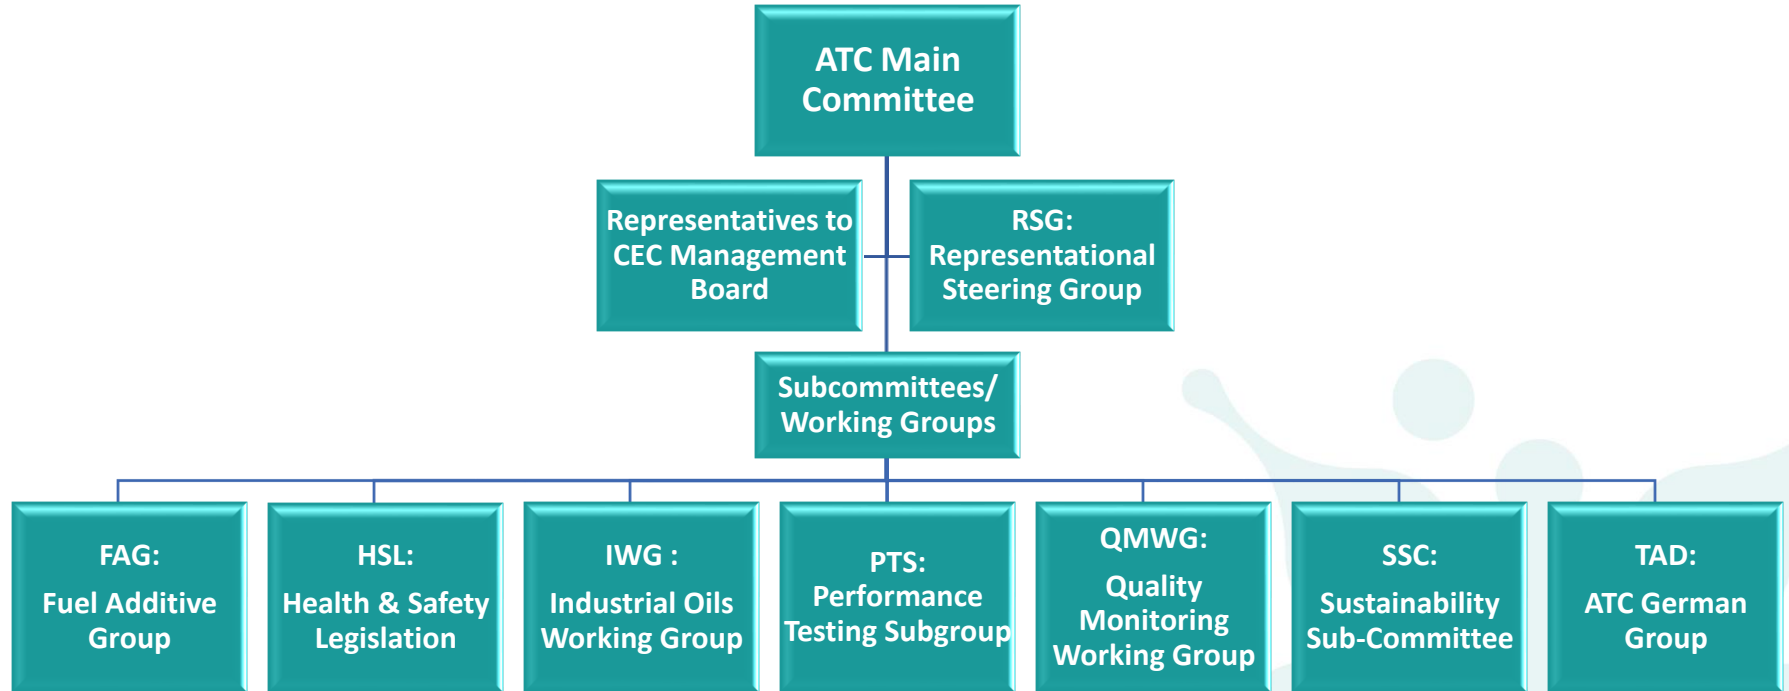 ATC Main
Committee
Representatives to
CEC Management
Board
RSG:
Representational
Steering Group
Subcommittees/
Working Groups
FAG:
Fuel Additive
Group
HSL:
Health & Safety
Legislation
IWG :
Industrial Oils
Working Group
PTS:
Performance
Testing Subgroup
QMWG:
Quality
Monitoring
Working Group
SSC:
Sustainability
Sub-Committee
TAD:
ATC German
Group